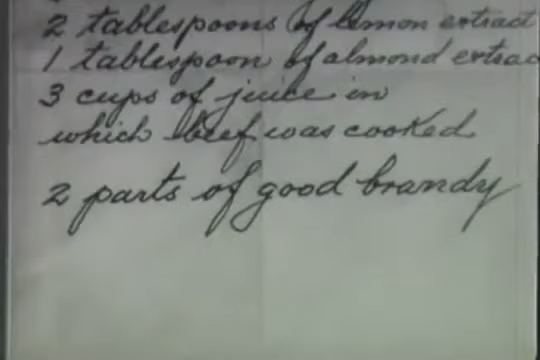 2 tablespoons of lemon extract
1 tablespoon of almond extrac
3 cups of juice in
which beef was cooked
2 parts of good brandy